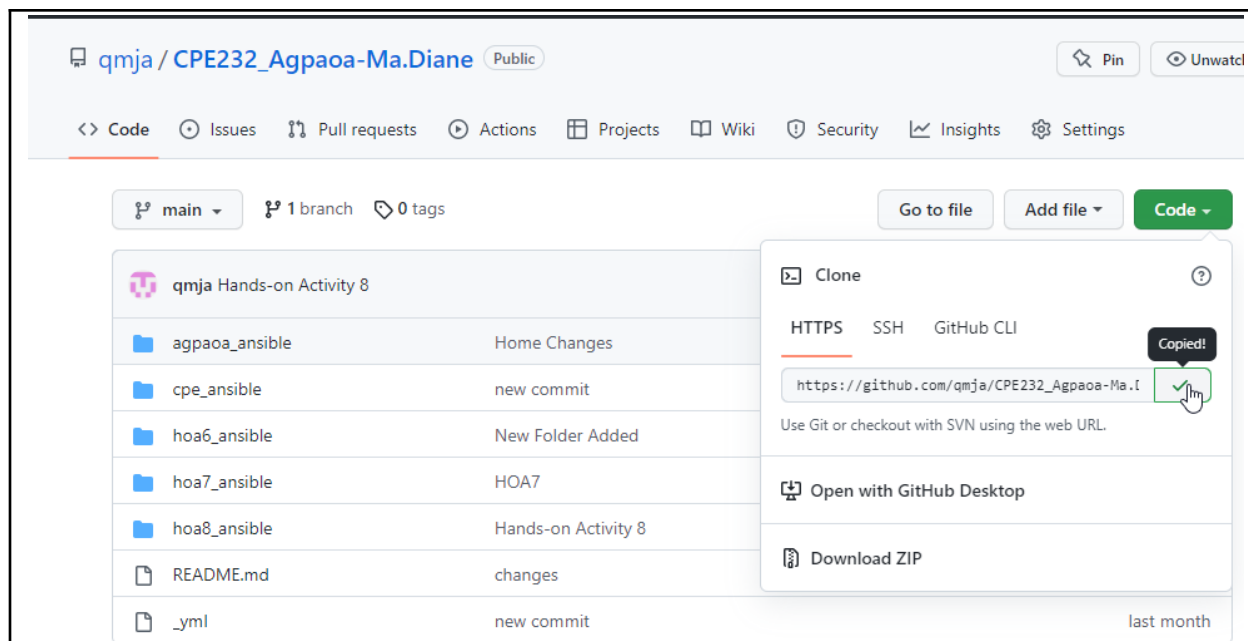 qmja / CPE232_Agpaoa-Ma.Diane Public Pin Unwatch
<> Code Issues Pull requests Actions Projects Wiki Security Insights Settings
main 1 branch 0 tags Go to file Add file Code
qmja Hands-on Activity 8
agpaoa_ansible Home Changes
cpe_ansible new commit
hoa6_ansible New Folder Added
hoa7_ansible HOA7
hoa8_ansible Hands-on Activity 8
README.md changes
_yml new commit last month
Clone
HTTPS SSH GitHub CLI
Copied!
https://github.com/qmja/CPE232_Agpaoa-Ma.D
Use Git or checkout with SVN using the web URL.
Open with GitHub Desktop
Download ZIP